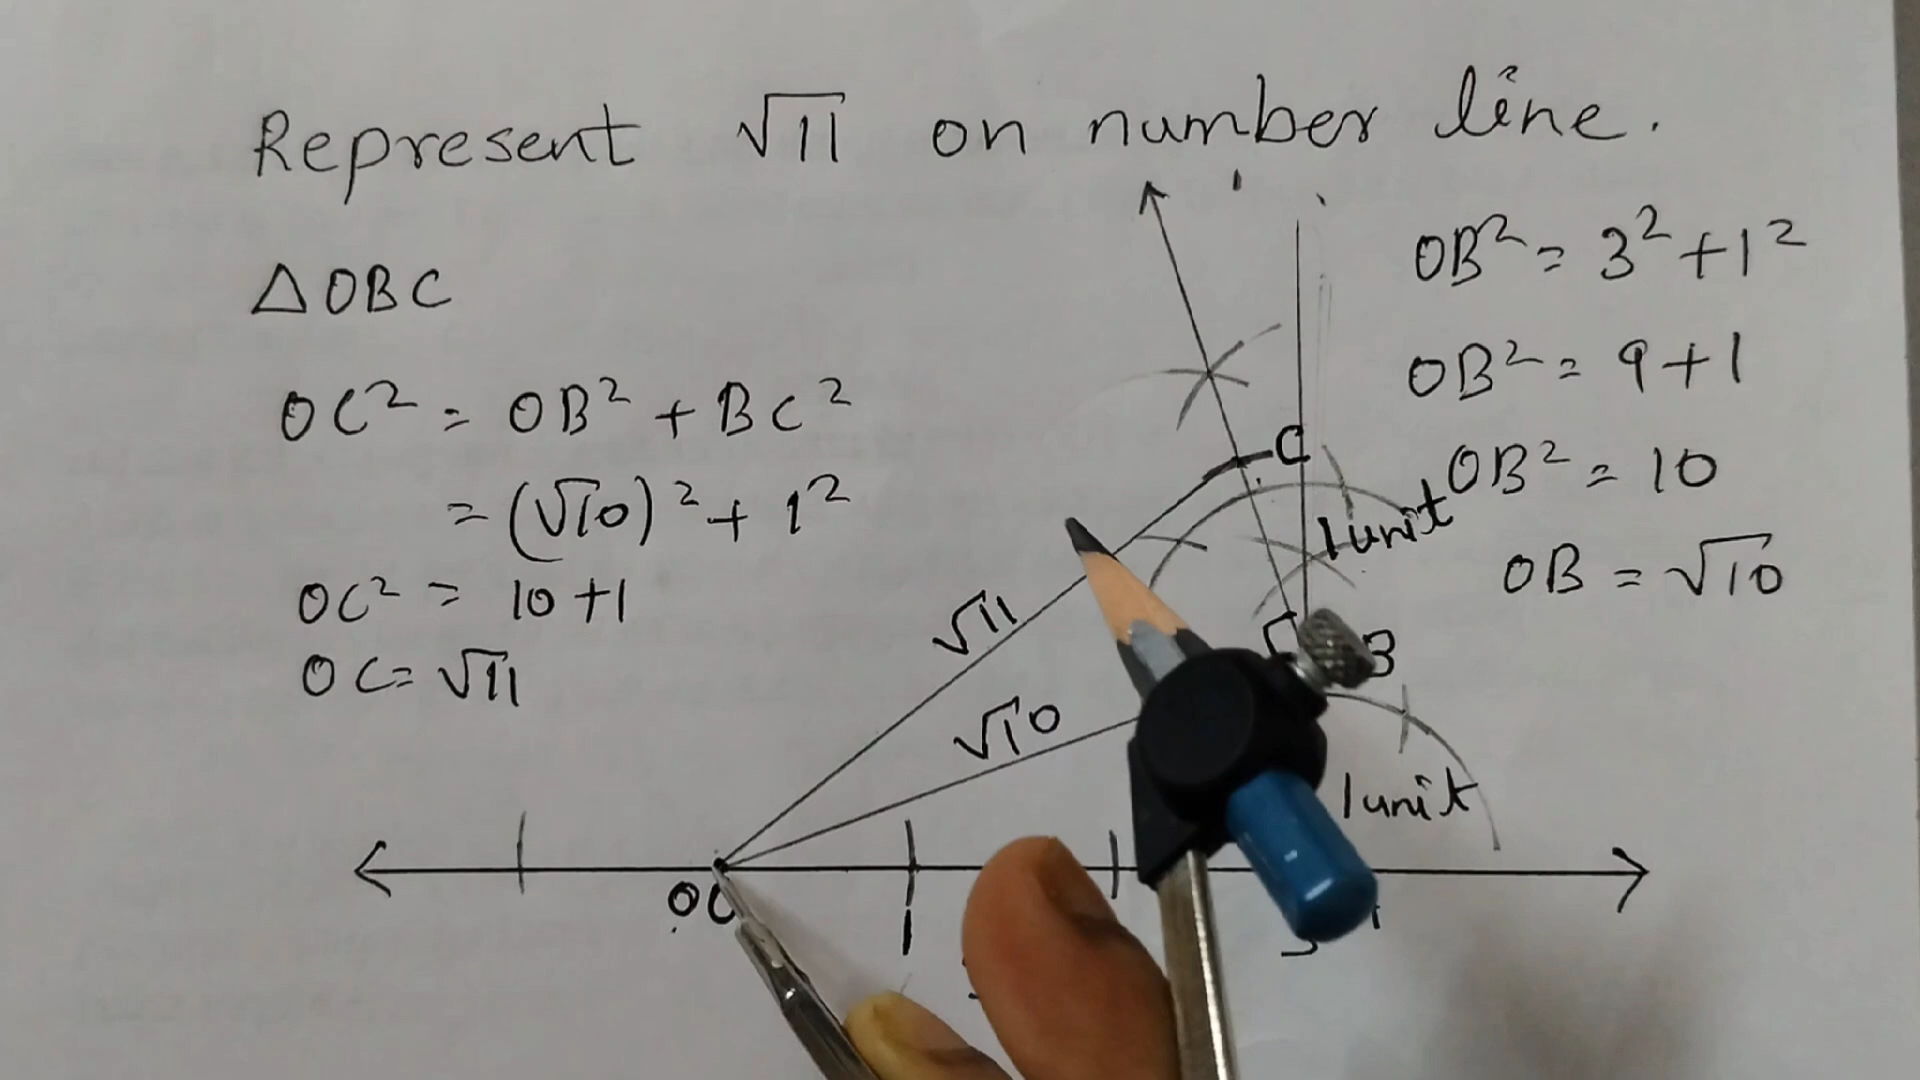 Represent √11 on number line.
△OBC
OC² = OB² + BC²
= (√10)² + 1²
OC² = 10+1
OC = √11
OB² = 3² + 1²
OB² = 9+1
OB² = 10
OB = √10
C
1unit
B
√11
√10
1unit
O
1